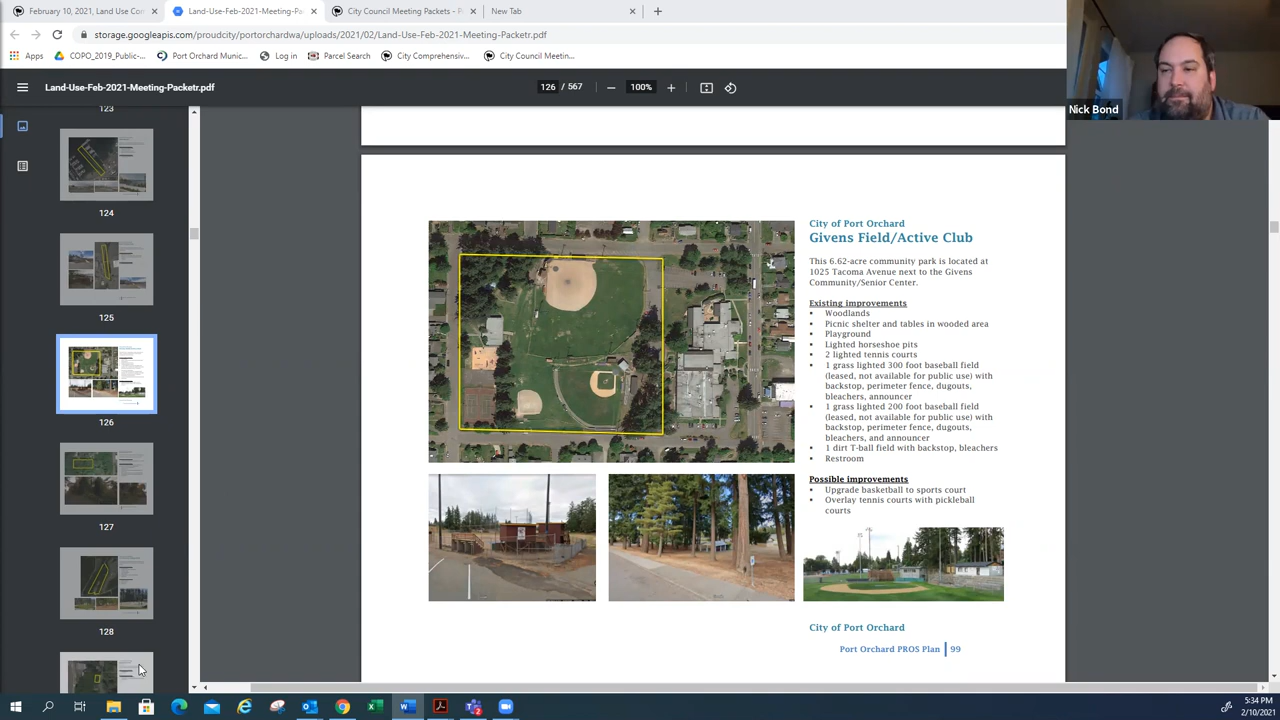 February 10, 2021, Land Use Co
Land-Use-Feb-2021-Meeting-Pa
City Council Meeting Packets - P
New Tab
storage.googleapis.com/proudcity/portorchardwa/uploads/2021/02/Land-Use-Feb-2021-Meeting-Packetr.pdf
Apps
COPO_2019_Public-...
Port Orchard Munic...
Log in
Parcel Search
City Comprehensiv...
City Council Meetin...
Land-Use-Feb-2021-Meeting-Packetr.pdf
126 / 567
100%
Nick Bond
123
124
125
126
127
128
City of Port Orchard
Givens Field/Active Club
This 6.62-acre community park is located at
1025 Tacoma Avenue next to the Givens
Community/Senior Center.
Existing improvements
• Woodlands
• Picnic shelter and tables in wooded area
• Playground
• Lighted horseshoe pits
• 2 lighted tennis courts
• 1 grass lighted 300 foot baseball field
(leased, not available for public use) with
backstop, perimeter fence, dugouts,
bleachers, announcer
• 1 grass lighted 200 foot baseball field
(leased, not available for public use) with
backstop, perimeter fence, dugouts,
bleachers, and announcer
• 1 dirt T-ball field with backstop, bleachers
• Restroom
Possible improvements
• Upgrade basketball to sports court
• Overlay tennis courts with pickleball
courts
City of Port Orchard
Port Orchard PROS Plan 99
5:34 PM
2/10/2021